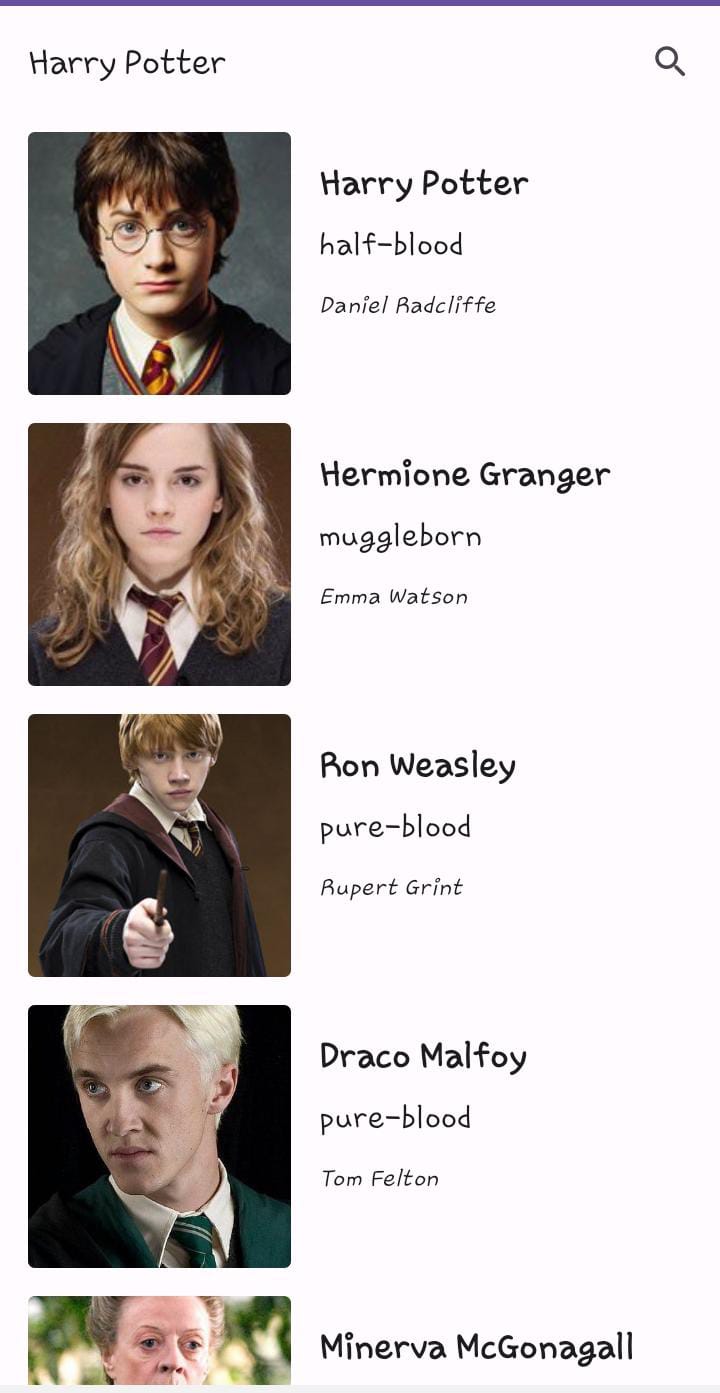 Harry Potter
Harry Potter
half-blood
Daniel Radcliffe
Hermione Granger
muggleborn
Emma Watson
Ron Weasley
pure-blood
Rupert Grint
Draco Malfoy
pure-blood
Tom Felton
Minerva McGonagall